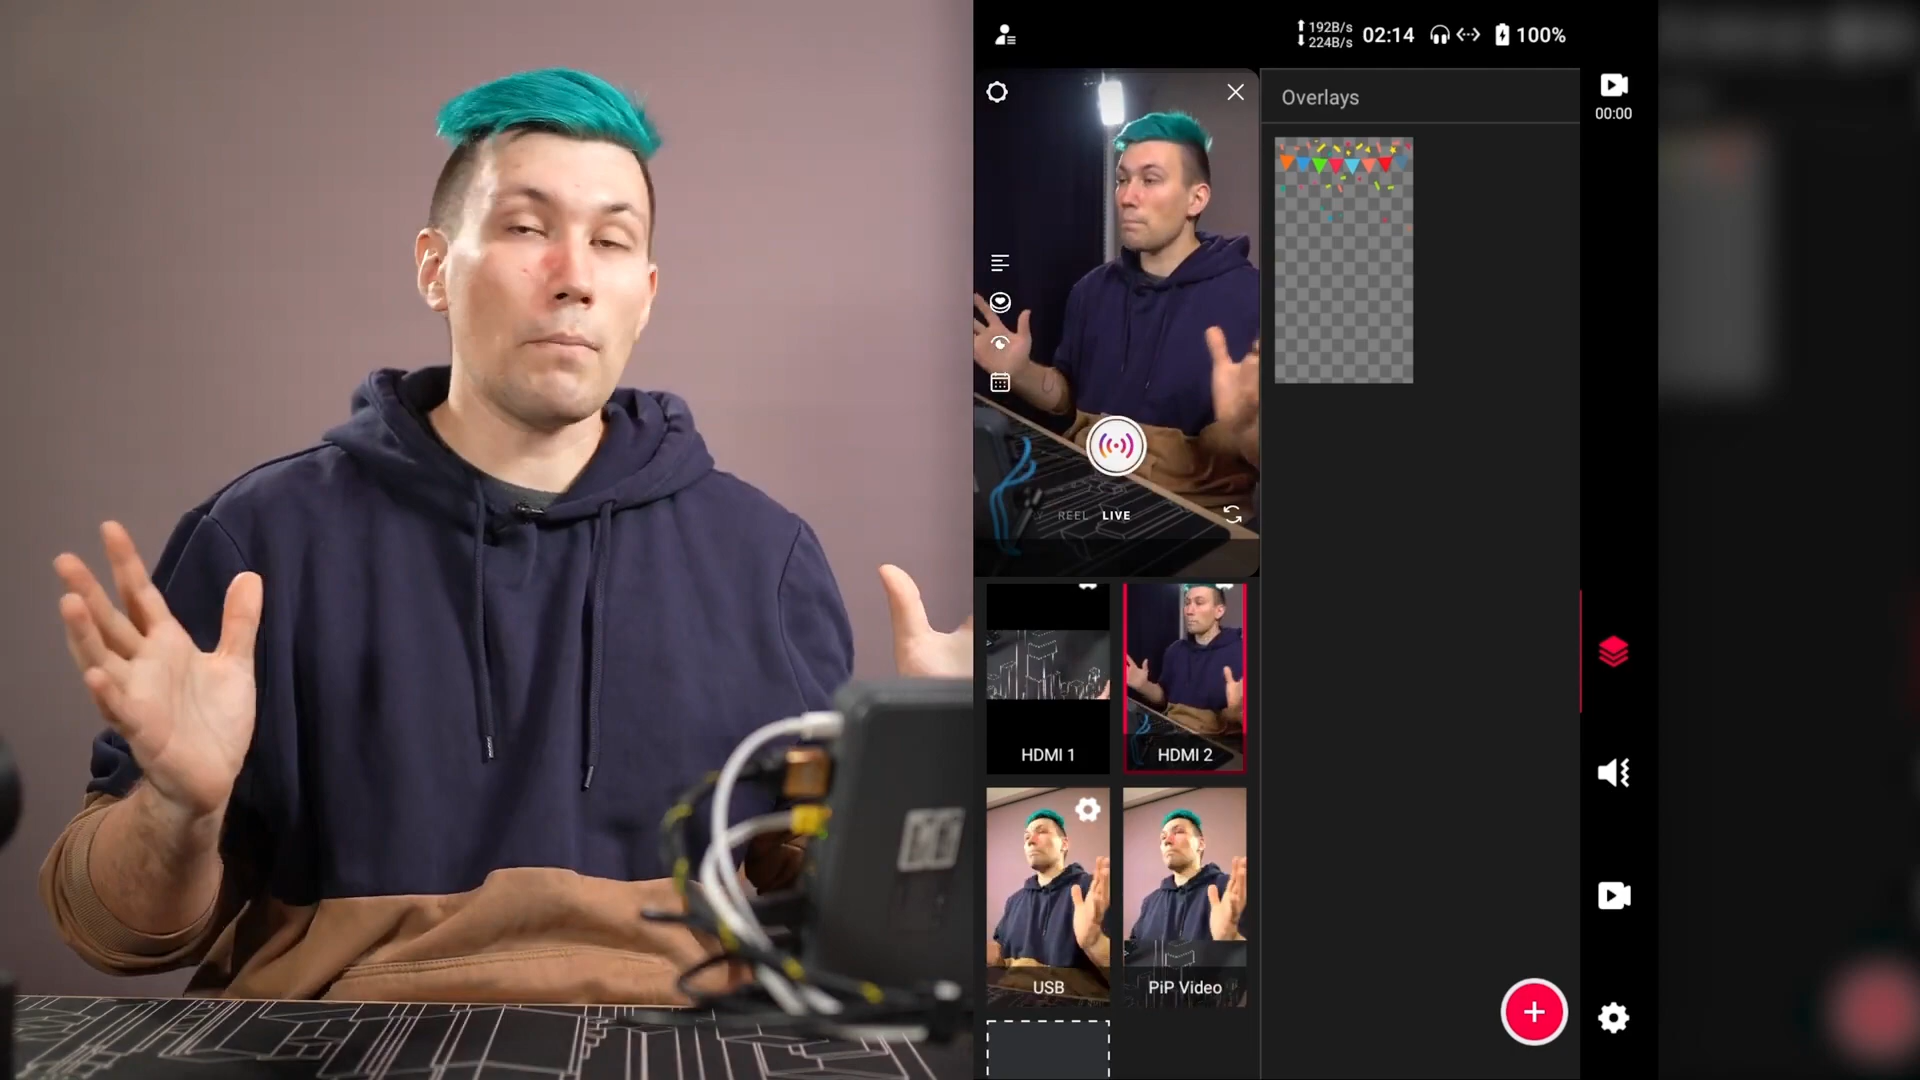 192B/s
224B/s
02:14
100%
Overlays
00:00
REEL LIVE
HDMI 1
HDMI 2
USB
PiP Video